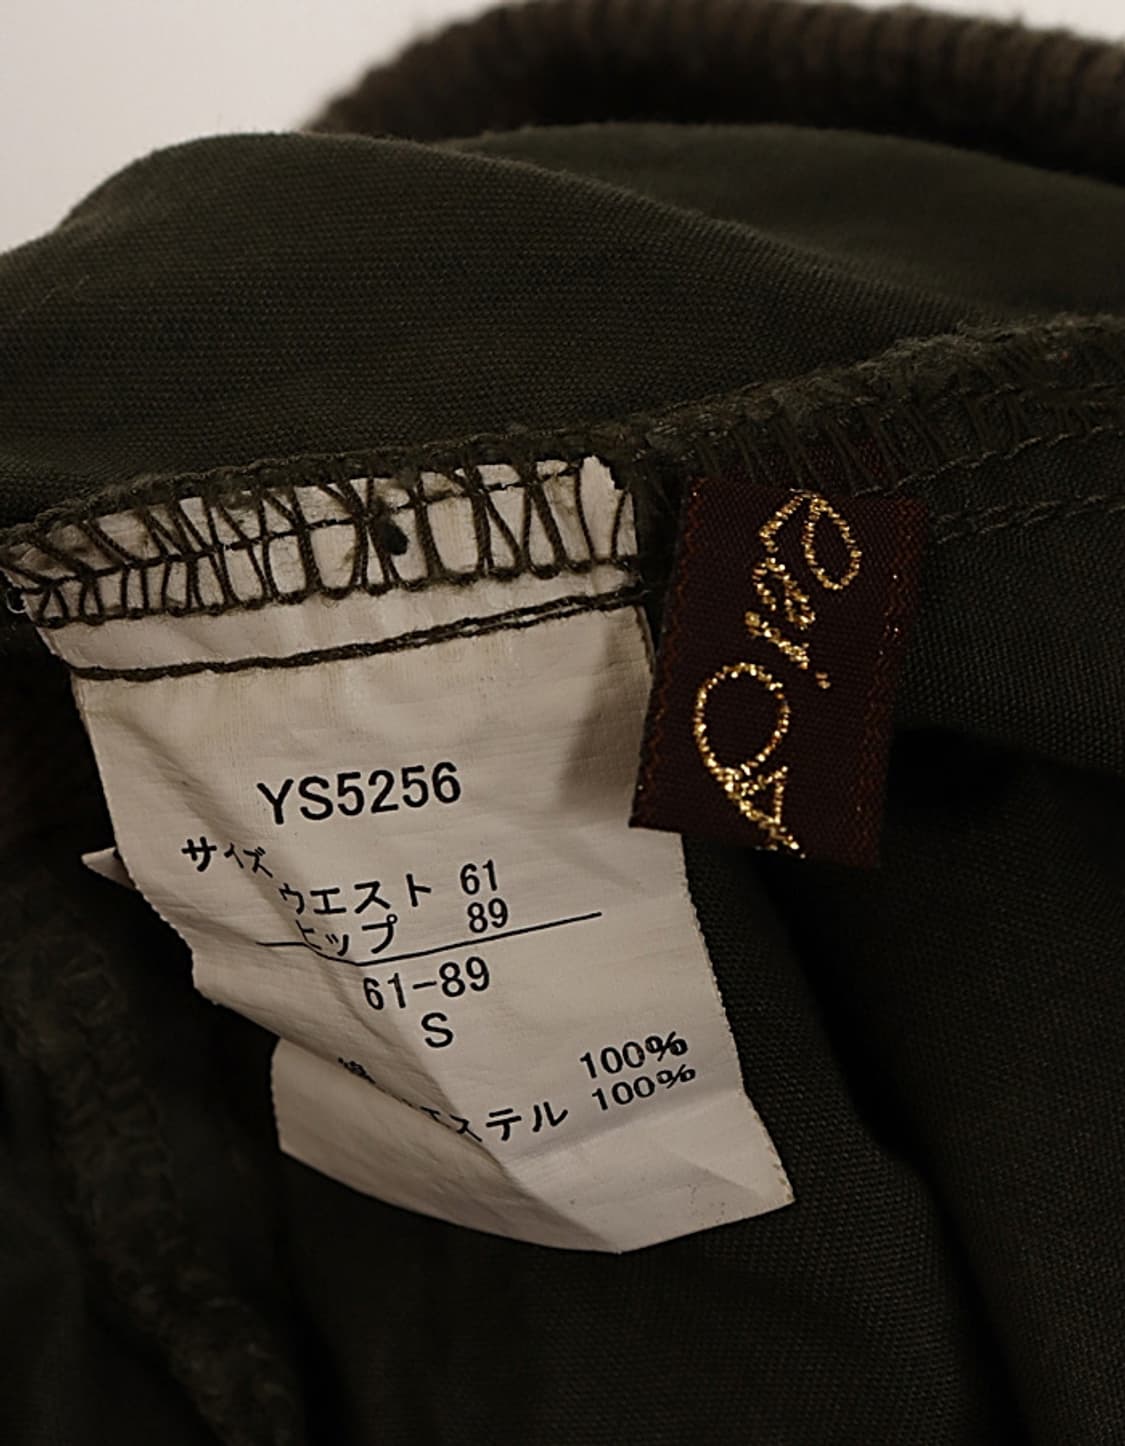 YS5256
サイズ
ウエスト 61
ヒップ 89
61-89
S
綿 100%
エステル 100%